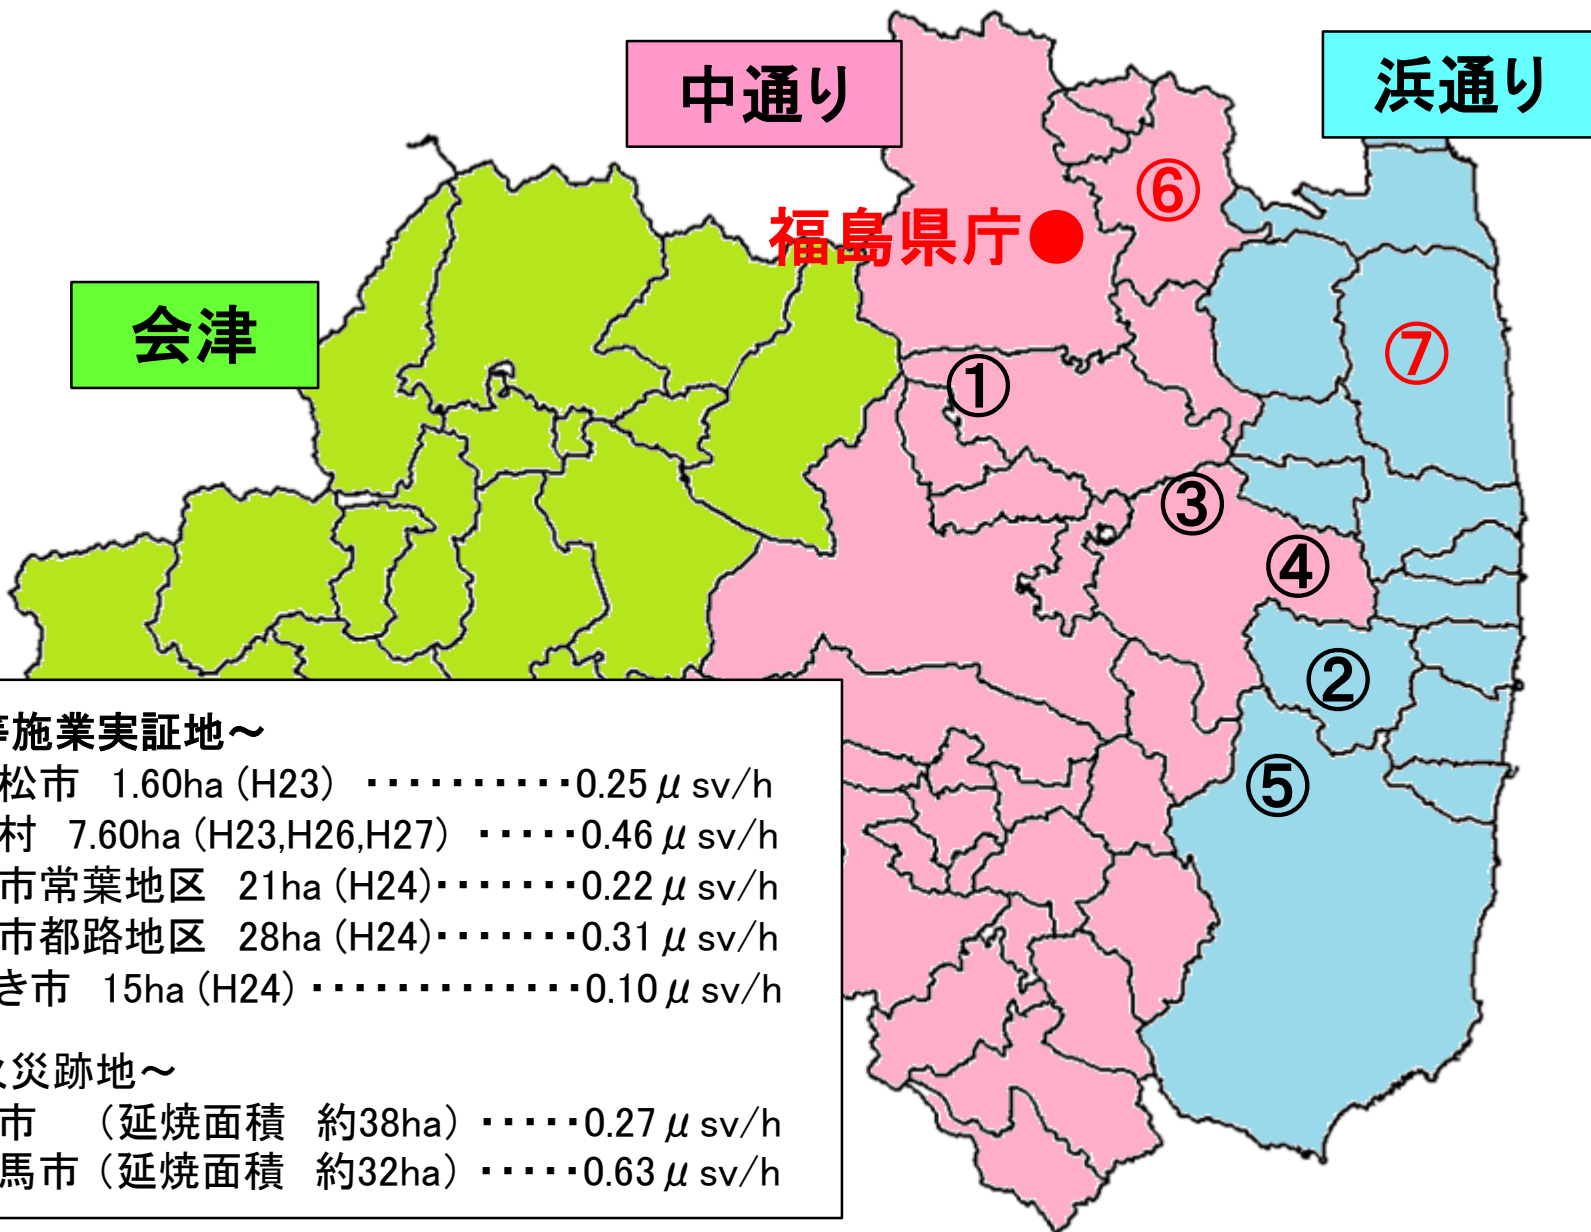 中通り
浜通り
⑥
福島県庁●
会津
⑦
①
③
④
②
⑤
等施業実証地～
松市 1.60ha (H23) ・・・・・・・・・・0.25μsv/h
村 7.60ha (H23,H26,H27) ・・・・・0.46μsv/h
市常葉地区 21ha (H24)・・・・・・・0.22μsv/h
市都路地区 28ha (H24)・・・・・・・0.31μsv/h
き市 15ha (H24) ・・・・・・・・・・・・・0.10μsv/h
災跡地～
市 （延焼面積 約38ha） ・・・・・0.27μsv/h
馬市 （延焼面積 約32ha） ・・・・・0.63μsv/h